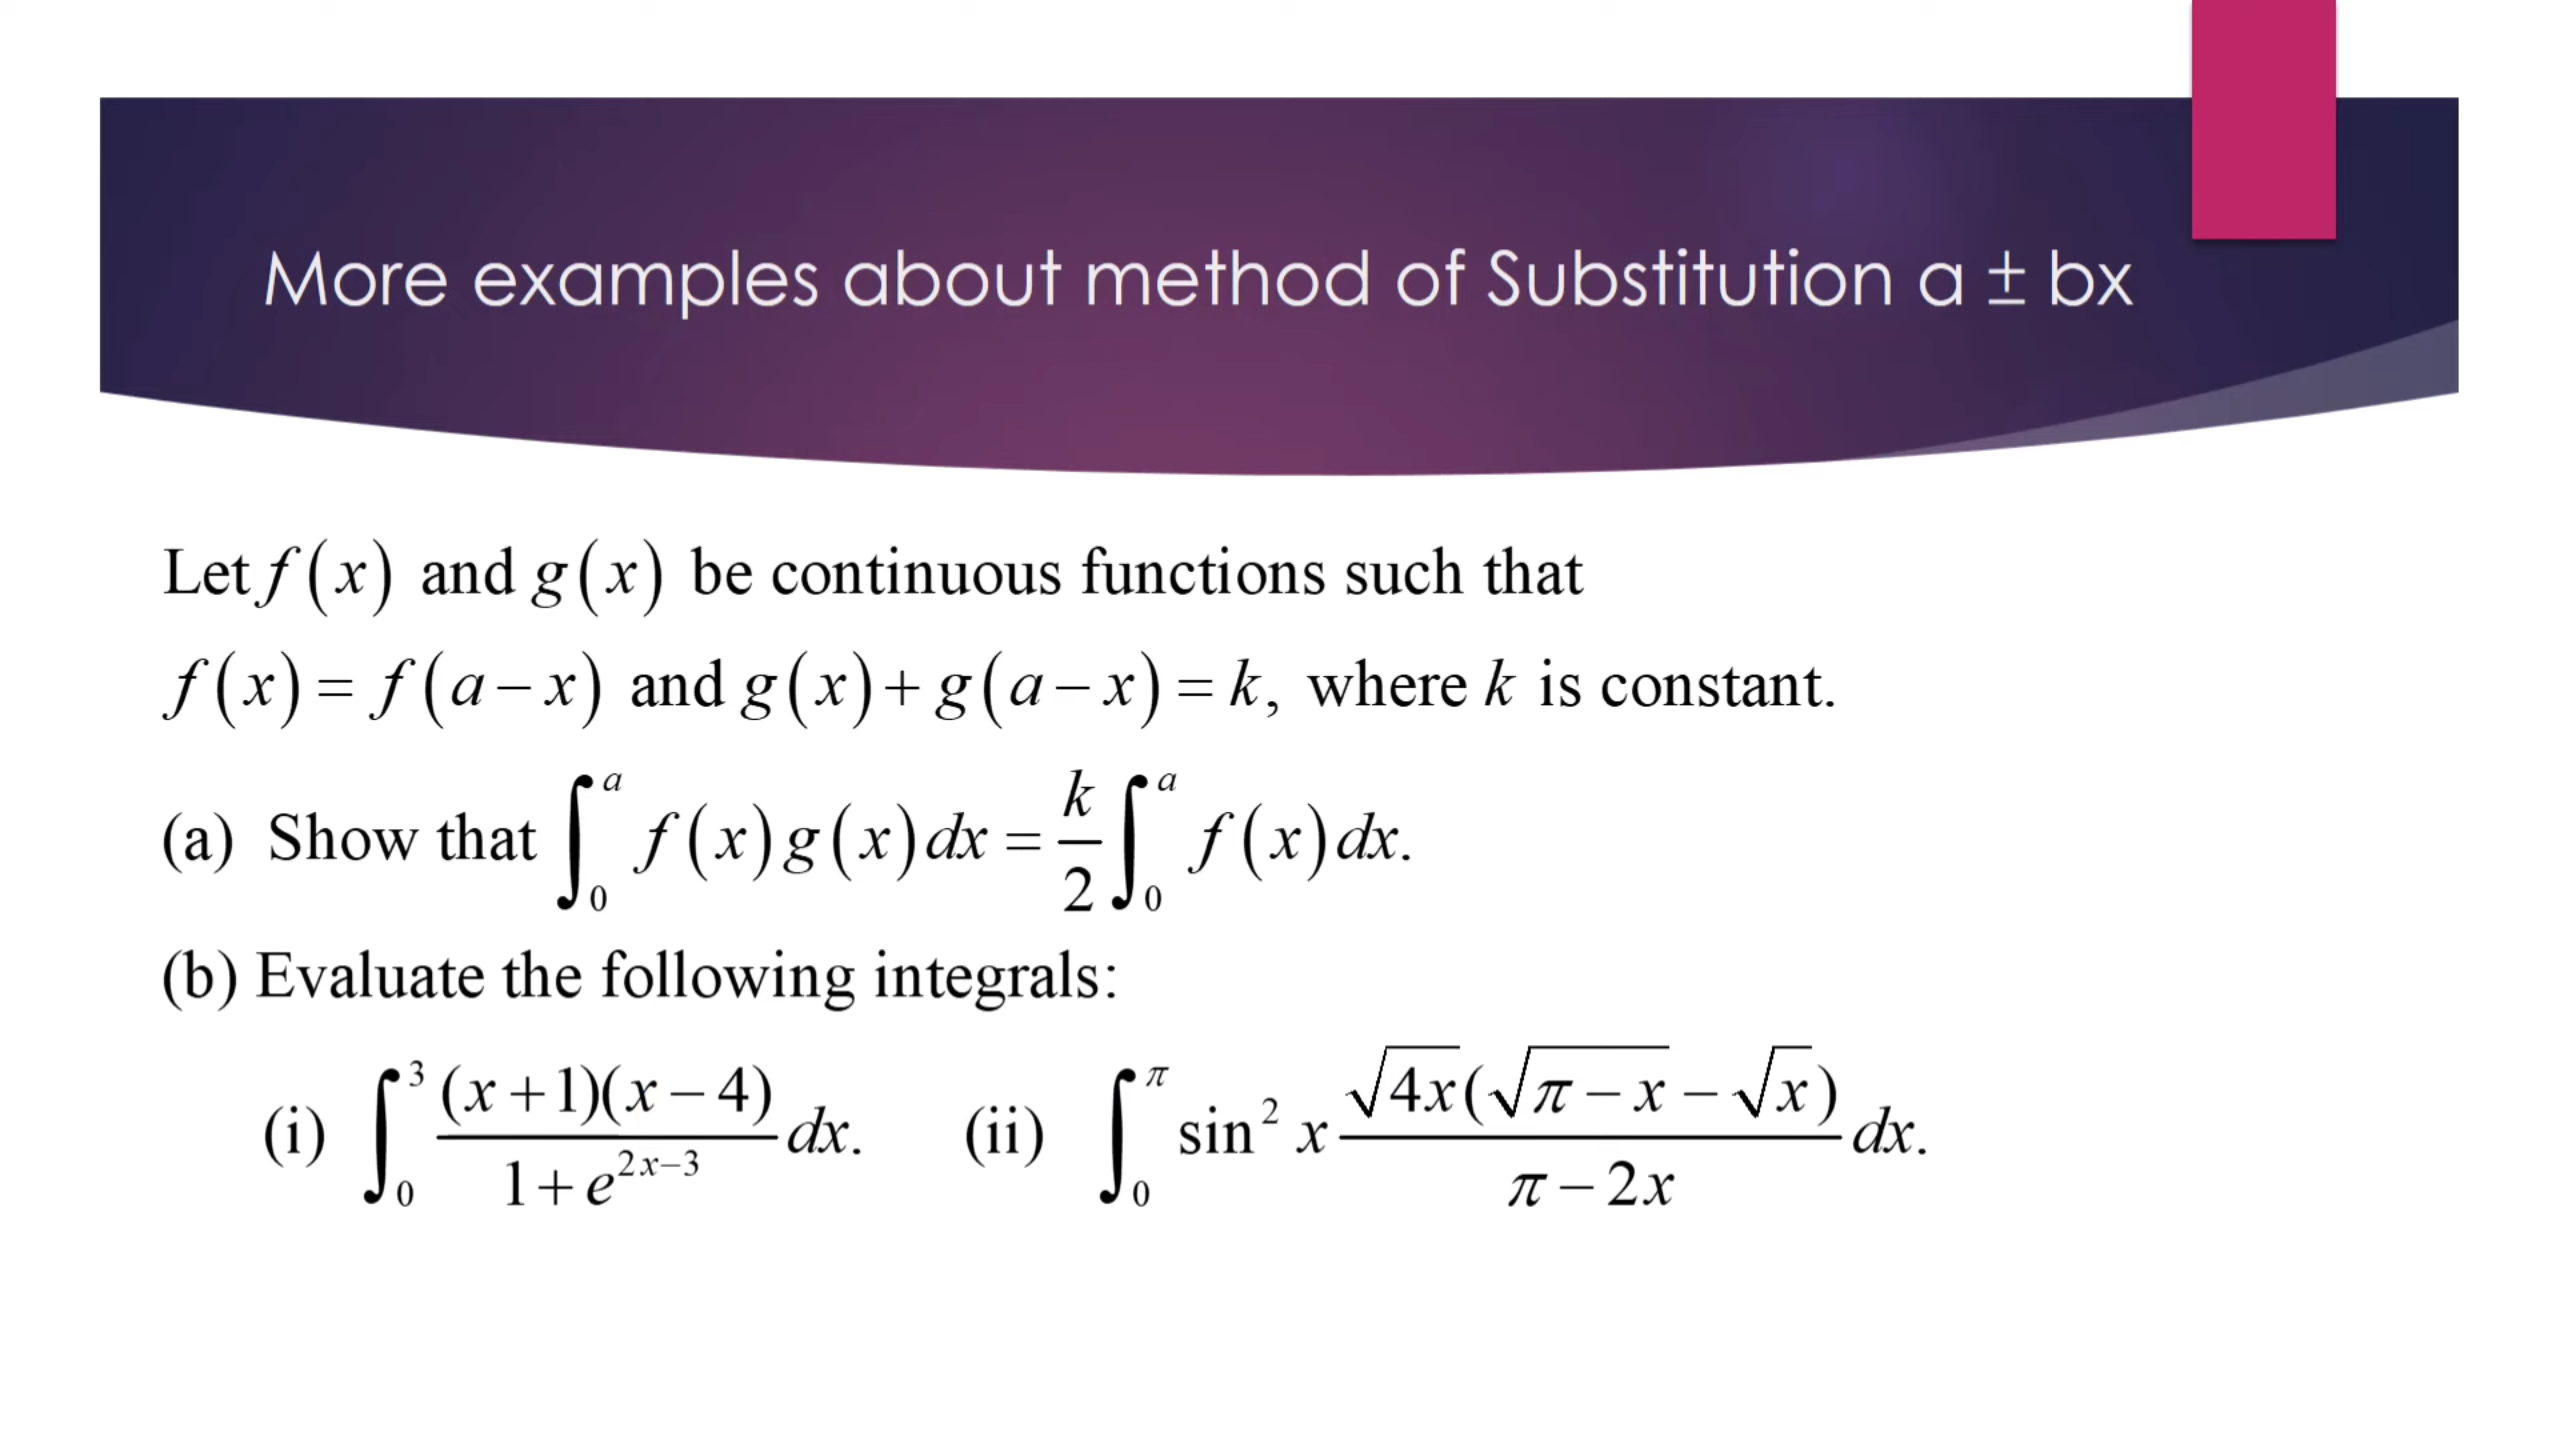 More examples about method of Substitution a ± bx
Let f(x) and g(x) be continuous functions such that
f(x) = f(a − x) and g(x) + g(a − x) = k, where k is constant.
(a) Show that ∫₀ᵃ f(x)g(x)dx = k/2 ∫₀ᵃ f(x)dx.
(b) Evaluate the following integrals:
(i) ∫₀³ (x+1)(x−4)/(1+e^(2x−3)) dx. (ii) ∫₀^π sin² x √(4x)(√(π−x) − √x)/(π−2x) dx.